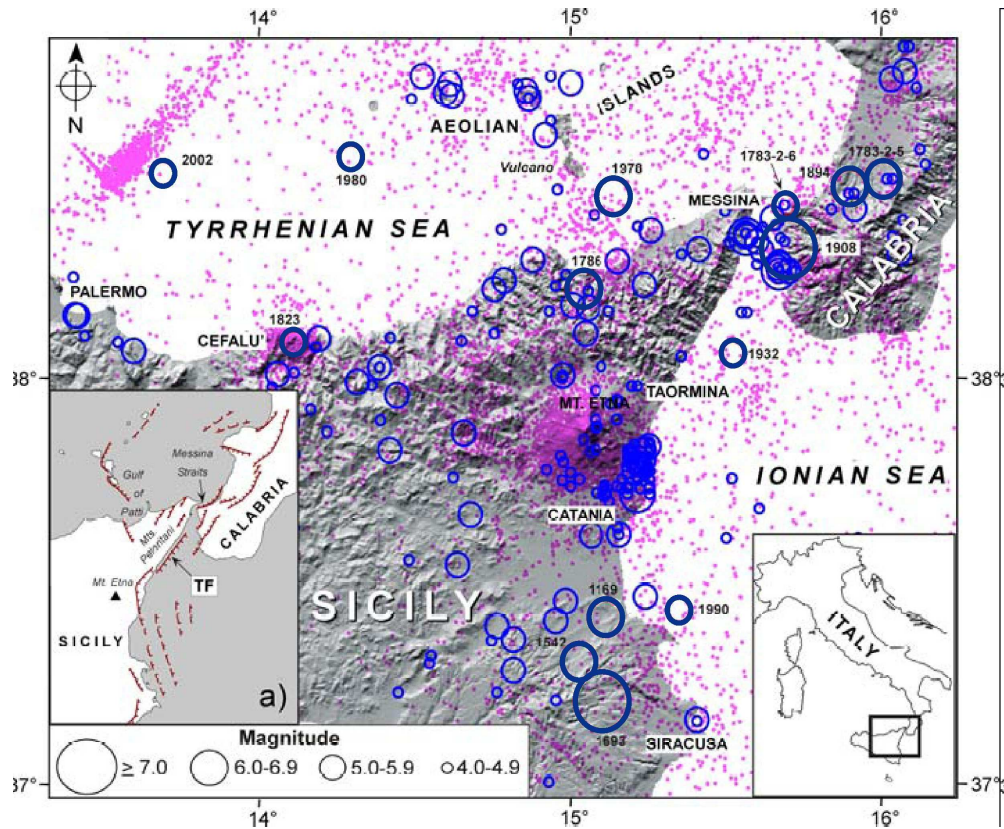 14°
15°
16°
N
ISLANDS
AEOLIAN
Vulcano
2002
1980
1978
1783-2-6
1783-2-5
1894
MESSINA
TYRRHENIAN SEA
1908
CALABRIA
1786
PALERMO
1823
CEFALU'
1932
38°
38°
TAORMINA
MT. ETNA
IONIAN SEA
CATANIA
SICILY
1169
1990
1542
1693
SIRACUSA
Messina
Straits
Gulf
of
Patti
CALABRIA
Mts.
Peloritani
Mt. Etna
TF
SICILY
a)
ITALY
Magnitude
≥ 7.0
6.0-6.9
5.0-5.9
4.0-4.9
37°
37°
14°
15°
16°